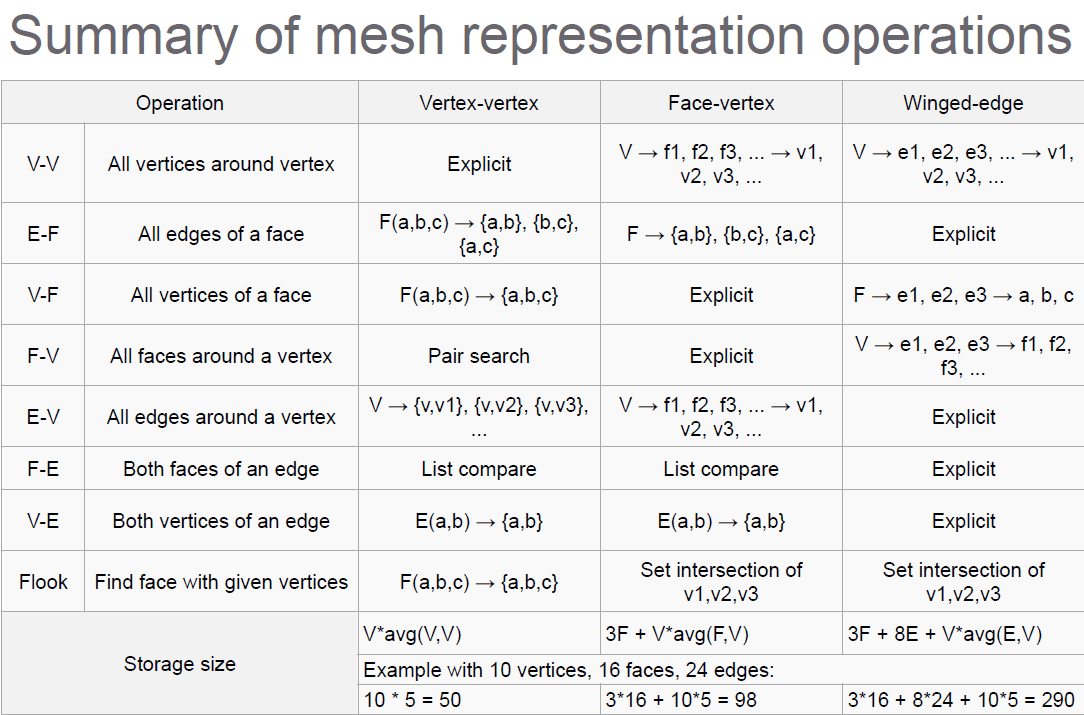 Summary of mesh representation operations
Operation Vertex-vertex Face-vertex Winged-edge
V-V All vertices around vertex Explicit V → f1, f2, f3, ... → v1, v2, v3, ... V → e1, e2, e3, ... → v1, v2, v3, ...
E-F All edges of a face F(a,b,c) → {a,b}, {b,c}, {a,c} F → {a,b}, {b,c}, {a,c} Explicit
V-F All vertices of a face F(a,b,c) → {a,b,c} Explicit F → e1, e2, e3 → a, b, c
F-V All faces around a vertex Pair search Explicit V → e1, e2, e3 → f1, f2, f3, ...
E-V All edges around a vertex V → {v,v1}, {v,v2}, {v,v3}, ... V → f1, f2, f3, ... → v1, v2, v3, ... Explicit
F-E Both faces of an edge List compare List compare Explicit
V-E Both vertices of an edge E(a,b) → {a,b} E(a,b) → {a,b} Explicit
Flook Find face with given vertices F(a,b,c) → {a,b,c} Set intersection of v1,v2,v3 Set intersection of v1,v2,v3
Storage size V*avg(V,V) 3F + V*avg(F,V) 3F + 8E + V*avg(E,V)
Example with 10 vertices, 16 faces, 24 edges:
10 * 5 = 50 3*16 + 10*5 = 98 3*16 + 8*24 + 10*5 = 290